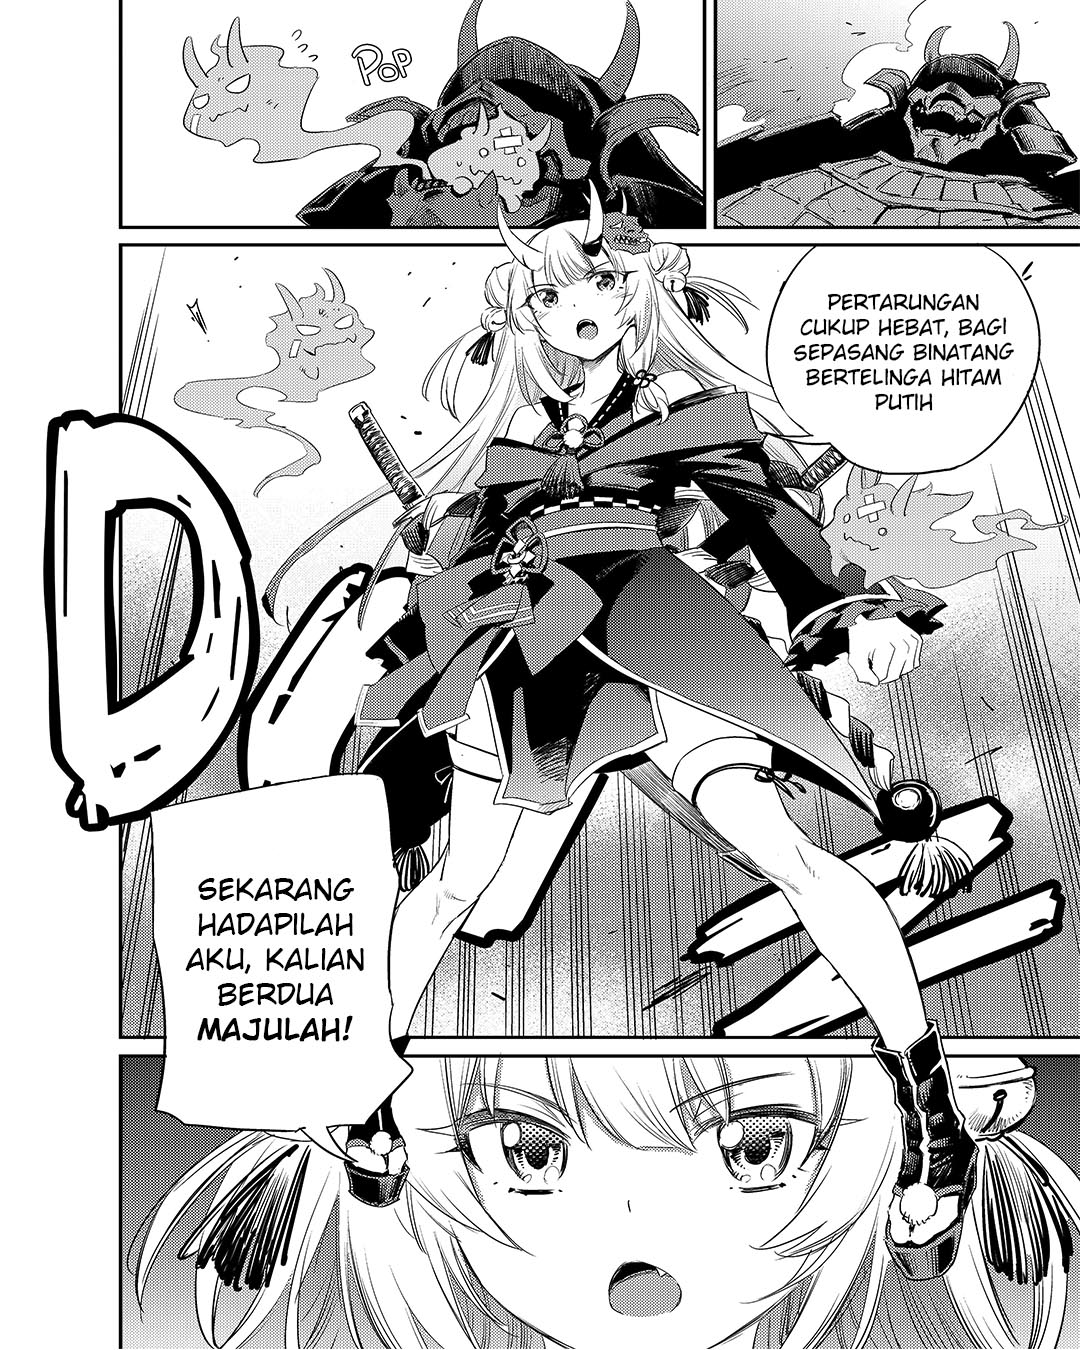 POP
PERTARUNGAN
CUKUP HEBAT, BAGI
SEPASANG BINATANG
BERTELINGA HITAM
PUTIH
SEKARANG
HADAPILAH
AKU, KALIAN
BERDUA
MAJULAH!